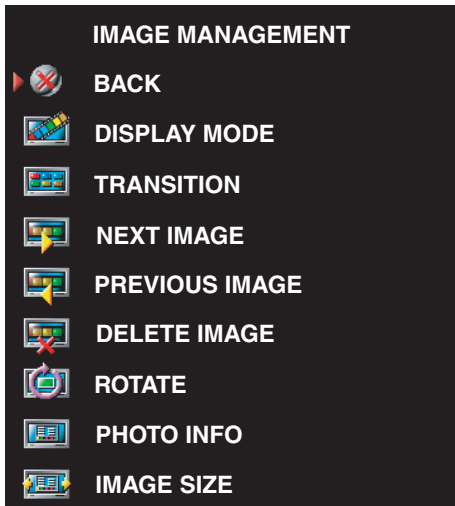 IMAGE MANAGEMENT
BACK
DISPLAY MODE
TRANSITION
NEXT IMAGE
PREVIOUS IMAGE
DELETE IMAGE
ROTATE
PHOTO INFO
IMAGE SIZE